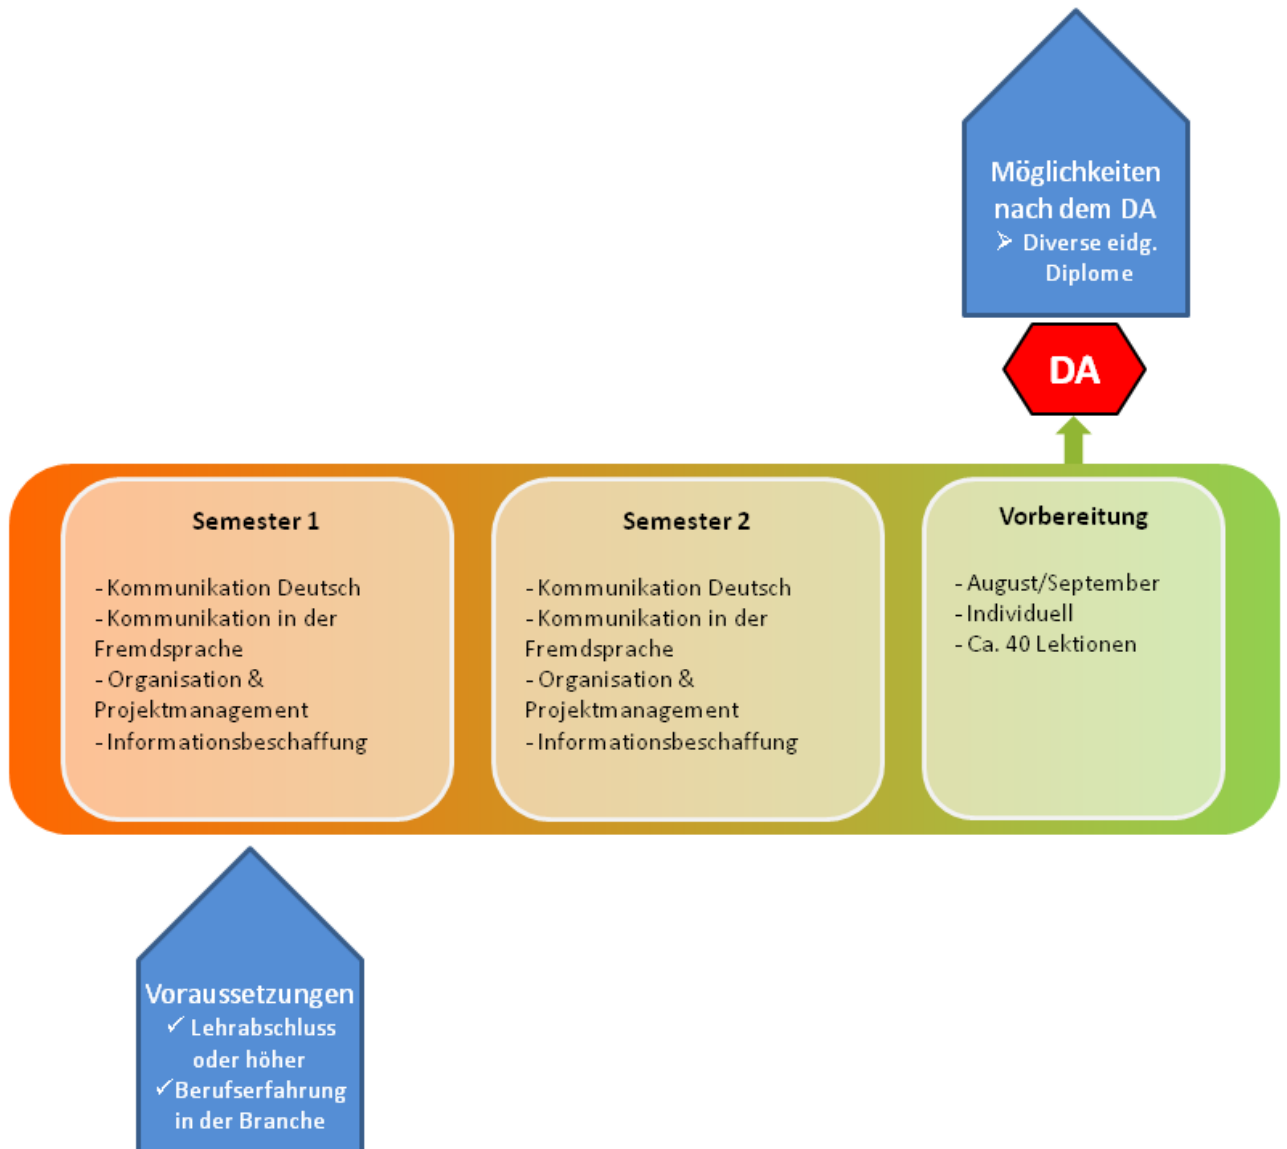 Möglichkeiten
nach dem DA
➢ Diverse eidg.
Diplome
DA
Semester 1
- Kommunikation Deutsch
- Kommunikation in der
Fremdsprache
- Organisation &
Projektmanagement
- Informationsbeschaffung
Semester 2
- Kommunikation Deutsch
- Kommunikation in der
Fremdsprache
- Organisation &
Projektmanagement
- Informationsbeschaffung
Vorbereitung
- August/September
- Individuell
- Ca. 40 Lektionen
Voraussetzungen
✓ Lehrabschluss
oder höher
✓ Berufserfahrung
in der Branche